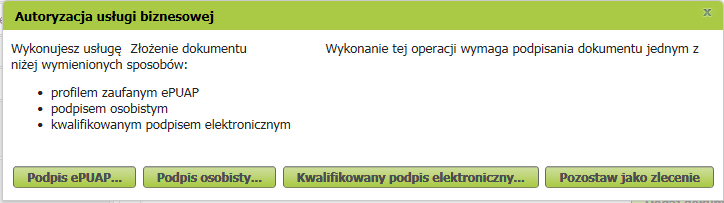 Autoryzacja usługi biznesowej x
Wykonujesz usługę Złożenie dokumentu Wykonanie tej operacji wymaga podpisania dokumentu jednym z
niżej wymienionych sposobów:
• profilem zaufanym ePUAP
• podpisem osobistym
• kwalifikowanym podpisem elektronicznym
Podpis ePUAP... Podpis osobisty... Kwalifikowany podpis elektroniczny... Pozostaw jako zlecenie